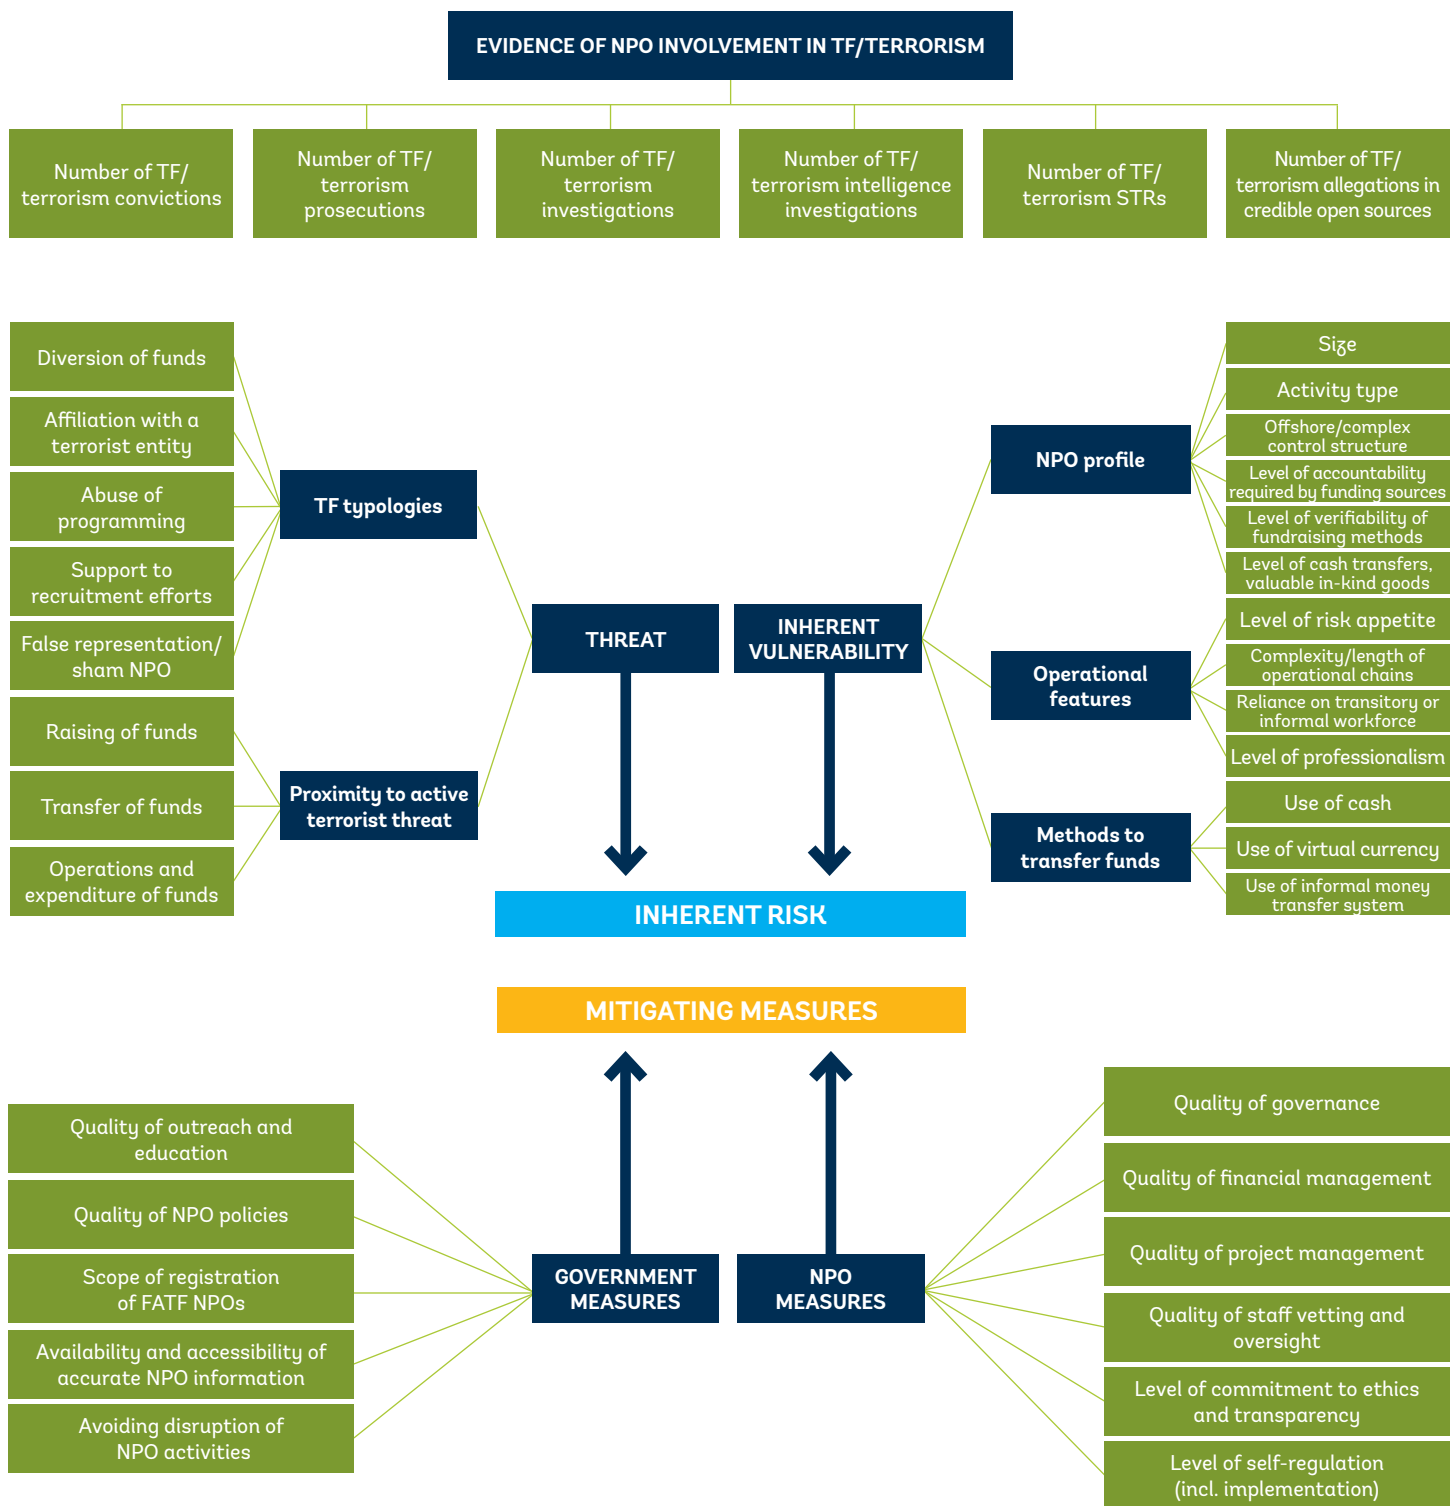 EVIDENCE OF NPO INVOLVEMENT IN TF/TERRORISM
Number of TF/
terrorism convictions
Number of TF/
terrorism
prosecutions
Number of TF/
terrorism
investigations
Number of TF/
terrorism intelligence
investigations
Number of TF/
terrorism STRs
Number of TF/
terrorism allegations in
credible open sources
Diversion of funds
Affiliation with a
terrorist entity
Abuse of
programming
Support to
recruitment efforts
False representation/
sham NPO
TF typologies
Raising of funds
Transfer of funds
Operations and
expenditure of funds
Proximity to active
terrorist threat
THREAT
INHERENT
VULNERABILITY
NPO profile
Size
Activity type
Offshore/complex
control structure
Level of accountability
required by funding sources
Level of verifiability of
fundraising methods
Level of cash transfers,
valuable in-kind goods
Operational
features
Level of risk appetite
Complexity/length of
operational chains
Reliance on transitory or
informal workforce
Level of professionalism
Methods to
transfer funds
Use of cash
Use of virtual currency
Use of informal money
transfer system
INHERENT RISK
MITIGATING MEASURES
Quality of outreach and
education
Quality of NPO policies
Scope of registration
of FATF NPOs
Availability and accessibility of
accurate NPO information
Avoiding disruption of
NPO activities
GOVERNMENT
MEASURES
NPO
MEASURES
Quality of governance
Quality of financial management
Quality of project management
Quality of staff vetting and
oversight
Level of commitment to ethics
and transparency
Level of self-regulation
(incl. implementation)